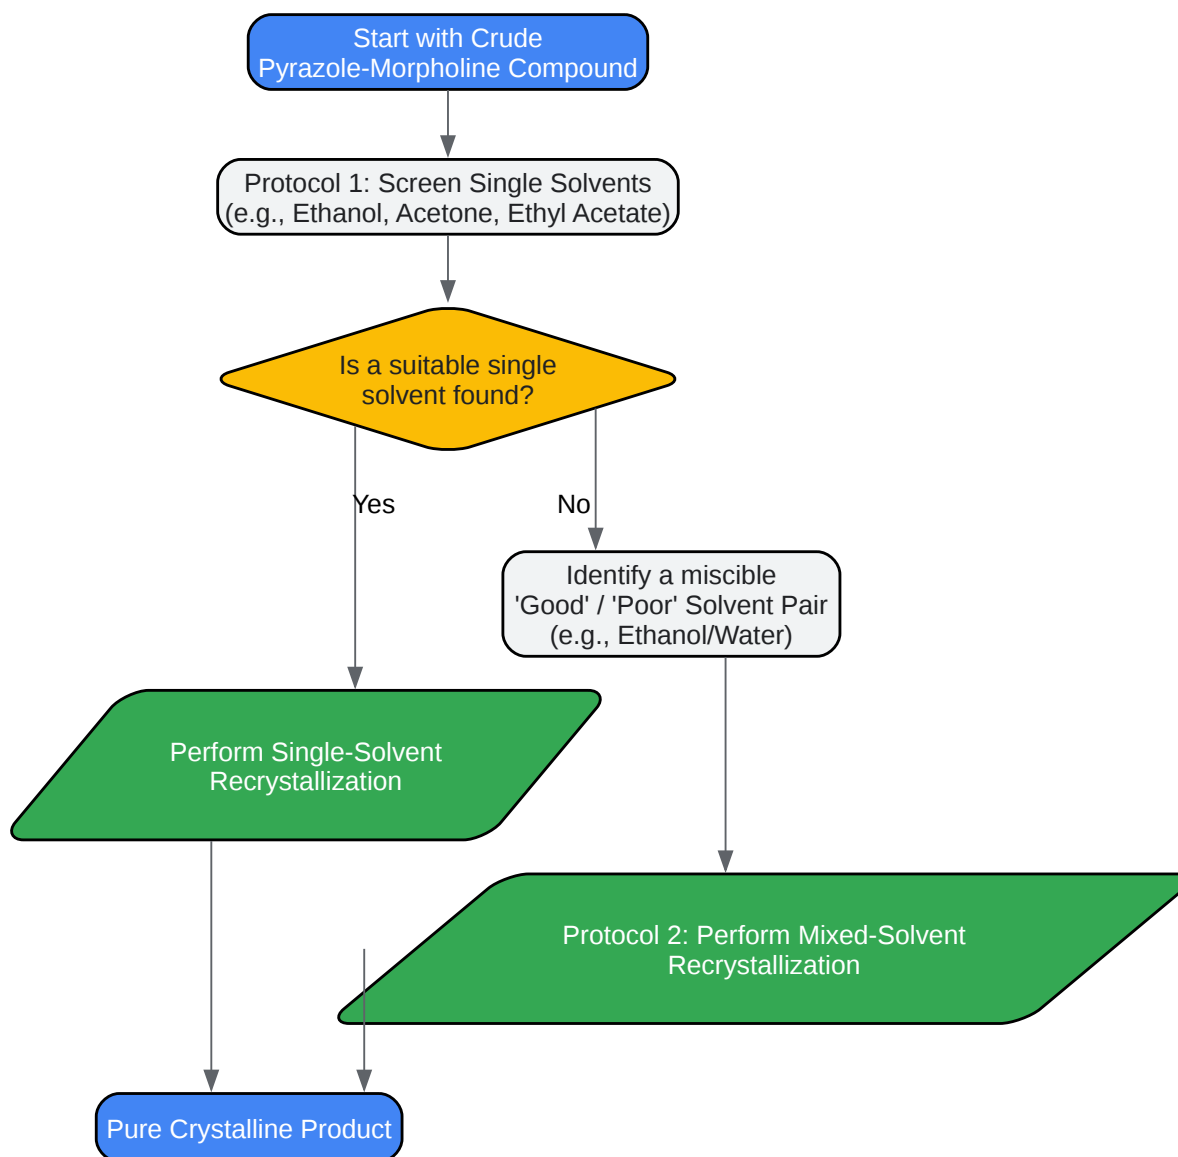 Start with Crude
Pyrazole-Morpholine Compound
Protocol 1: Screen Single Solvents
(e.g., Ethanol, Acetone, Ethyl Acetate)
Is a suitable single
solvent found?
Yes
No
Identify a miscible
'Good' / 'Poor' Solvent Pair
(e.g., Ethanol/Water)
Perform Single-Solvent
Recrystallization
Protocol 2: Perform Mixed-Solvent
Recrystallization
Pure Crystalline Product